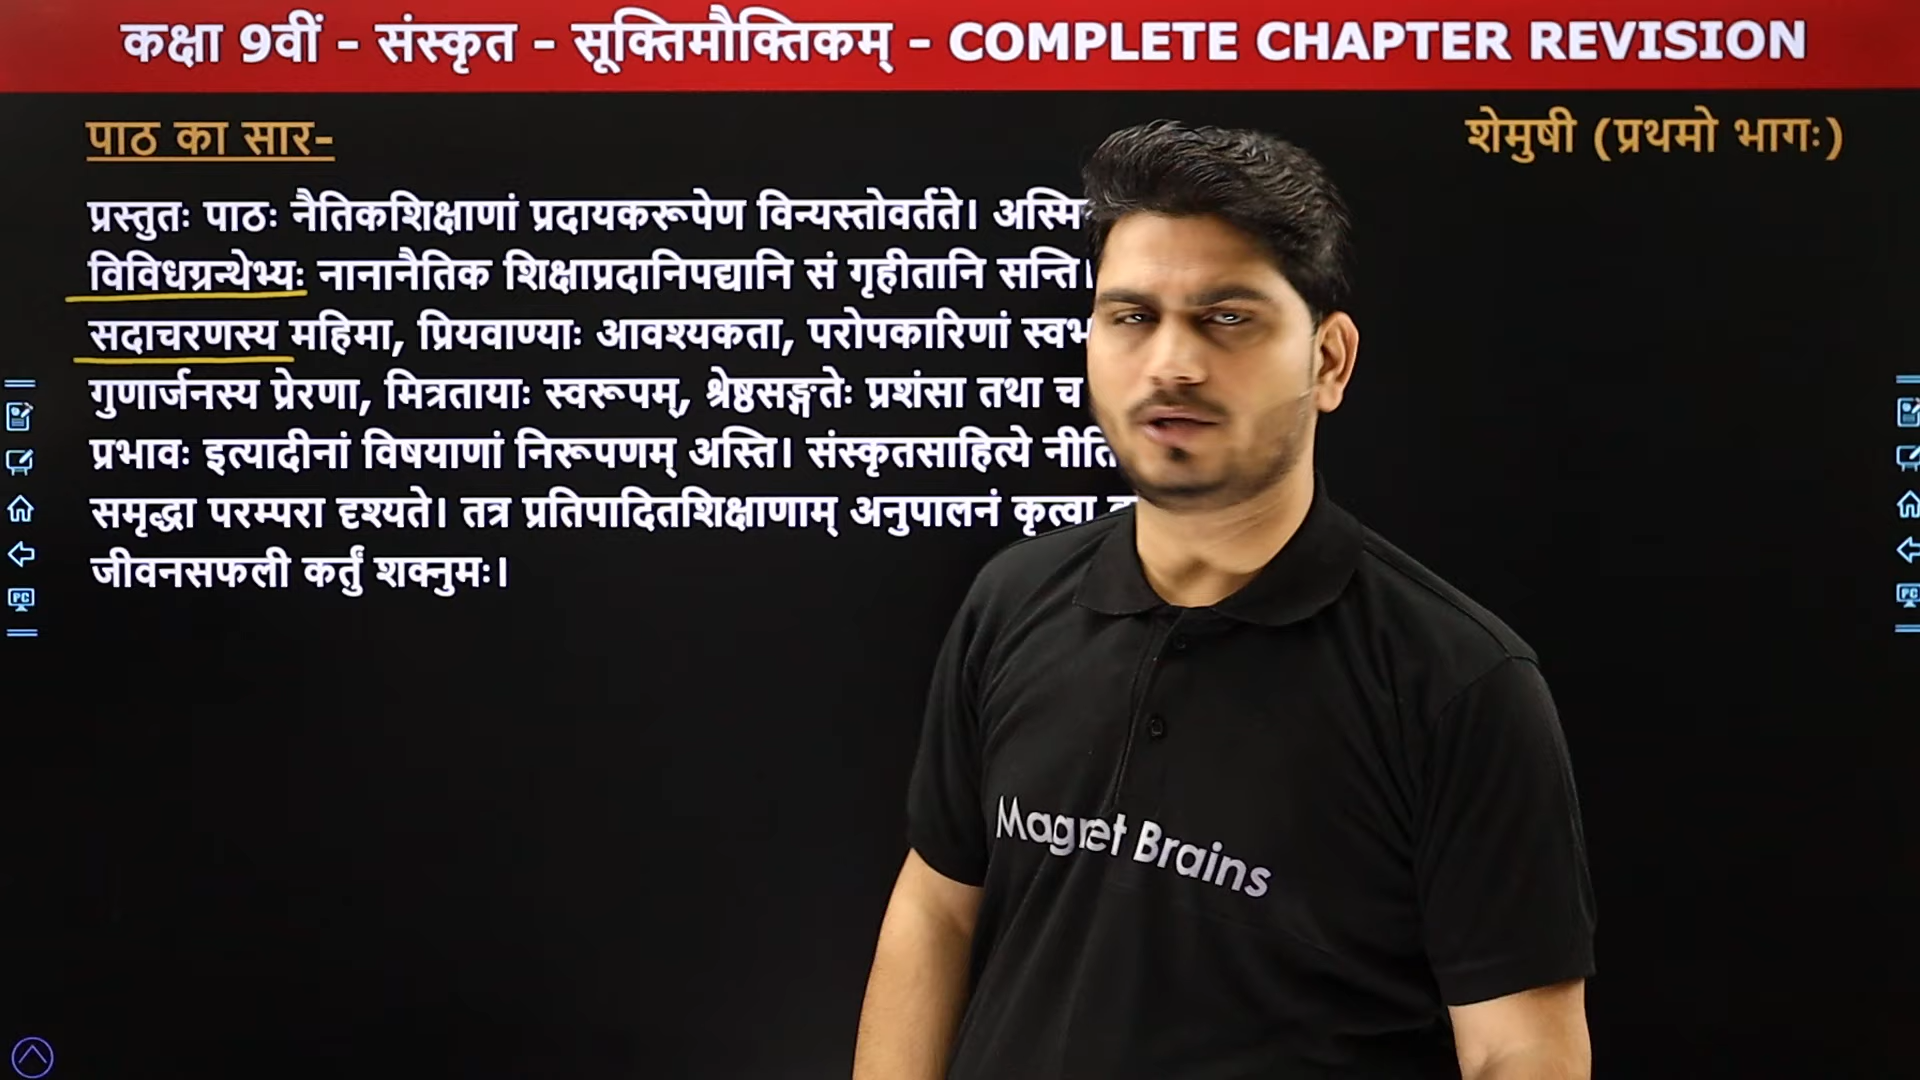 कक्षा 9वीं - संस्कृत - सूक्तिमौक्तिकम् - COMPLETE CHAPTER REVISION
पाठ का सार-
शेमुषी (प्रथमो भागः)
प्रस्तुतः पाठः नैतिकशिक्षाणां प्रदायकरूपेण विन्यस्तोवर्तते।
विविधग्रन्थेभ्यः नानानैतिक शिक्षाप्रदानिपद्यानि सं गृहीतानि सन्ति।
सदाचरणस्य महिमा, प्रियवाण्याः आवश्यकता, परोपकारिणां
गुणार्जनस्य प्रेरणा, मित्रतायाः स्वरूपम्, श्रेष्ठसङ्गतेः प्रशंसा तथा च
प्रभावः इत्यादीनां विषयाणां निरूपणम् अस्ति। संस्कृतसाहित्ये
समृद्धा परम्परा दृश्यते। तत्र प्रतिपादितशिक्षाणाम् अनुपालनं कृत्वा
जीवनसफली कर्तुं शक्नुमः।
PC
PC
Magnet Brains